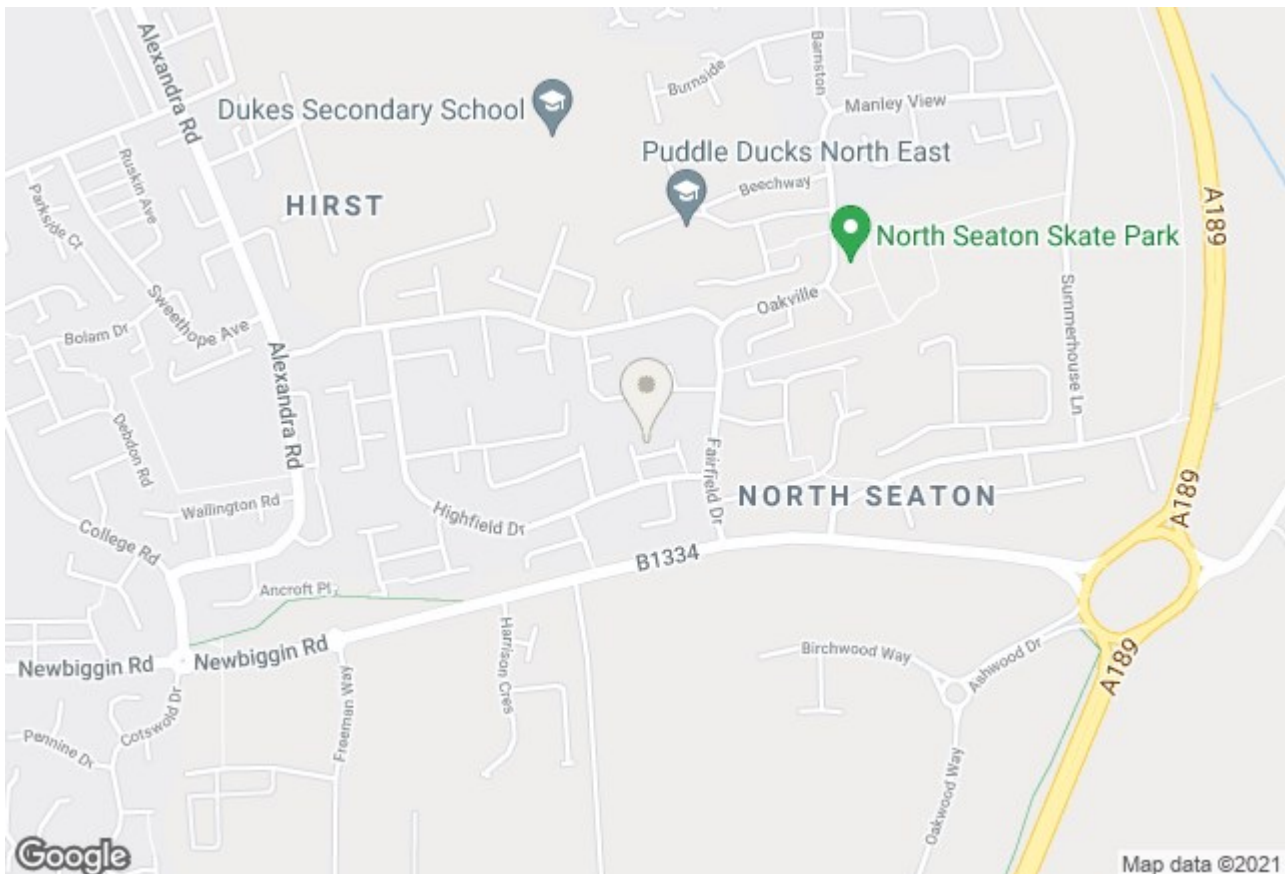 Alexandra Rd
Burnside
Barnston
Dukes Secondary School
Manley View
Puddle Ducks North East
Ruskin Ave
Beechway
HIRST
Parkside Ct
A189
North Seaton Skate Park
Sweethope Ave
Oakville
Summerhouse Ln
Bolam Dr
Alexandra Rd
Debdon Rd
Fairfield Dr
Wallington Rd
NORTH SEATON
A189
Highfield Dr
College Rd
B1334
Ancroft Pl
Harrison Cres
Newbiggin Rd
Newbiggin Rd
Birchwood Way
Ashwood Dr
A189
Freeman Way
Cotswold Dr
Pennine Dr
Oakwood Way
Google
Map data ©2021